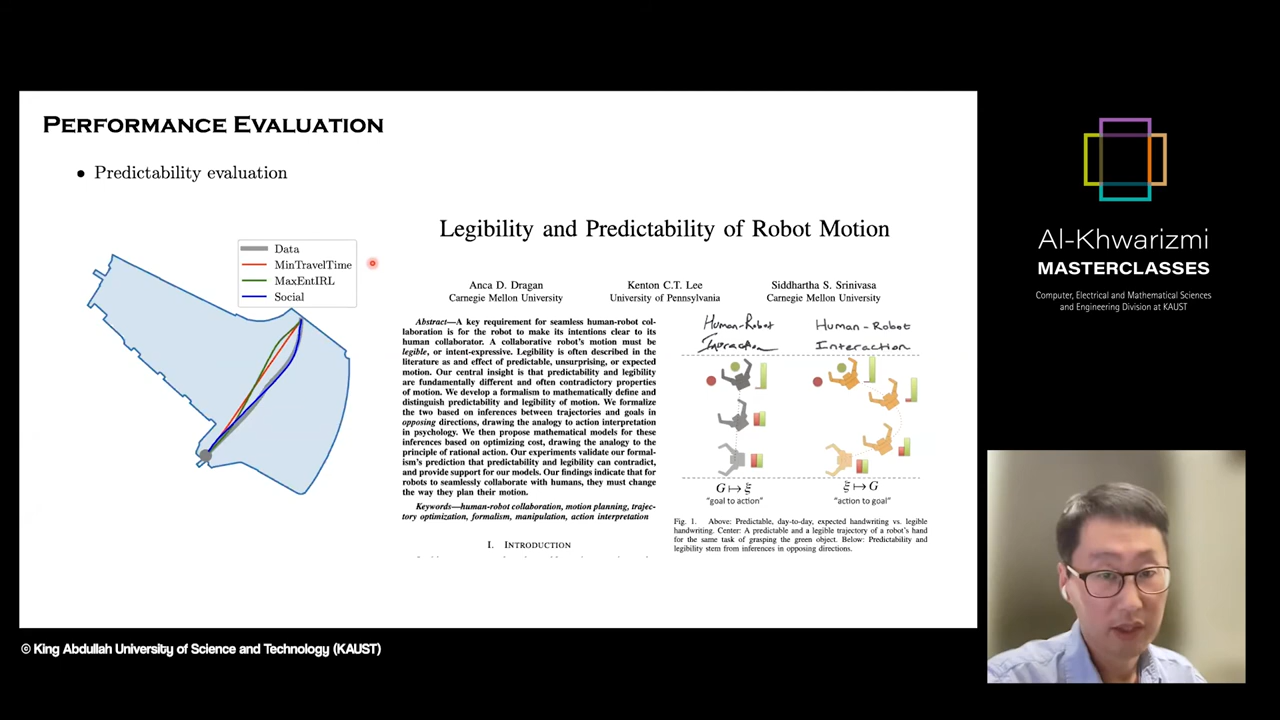 PERFORMANCE EVALUATION
• Predictability evaluation
Data
MinTravelTime
MaxEntIRL
Social
Legibility and Predictability of Robot Motion
Anca D. Dragan
Carnegie Mellon University
Kenton C.T. Lee
University of Pennsylvania
Siddhartha S. Srinivasa
Carnegie Mellon University
Abstract—A key requirement for seamless human-robot col-
laboration is for the robot to make its intentions clear to its
human collaborator. A collaborative robot's motion must be
legible, or intent-expressive. Legibility is often described in the
literature as and effect of predictable, unsurprising, or expected
motion. Our central insight is that predictability and legibility
are fundamentally different and often contradictory properties
of motion. We develop a formalism to mathematically define and
distinguish predictability and legibility of motion. We formalize
the two based on inferences between trajectories and goals in
opposing directions, drawing the analogy to action interpretation
in psychology. We then propose mathematical models for these
inferences based on optimizing cost, drawing the analogy to the
principle of rational action. Our experiments validate our formal-
ism's prediction that predictability and legibility can contradict,
and provide support for our models. Our findings indicate that for
robots to seamlessly collaborate with humans, they must change
the way they plan their motion.
Keywords—human-robot collaboration, motion planning, trajec-
tory optimization, formalism, manipulation, action interpretation
I. INTRODUCTION
Human-Robot
Interaction
Human-Robot
Interaction
G ↦ ξ
"goal to action"
ξ ↦ G
"action to goal"
Fig. 1. Above: Predictable, day-to-day, expected handwriting vs. legible
handwriting. Center: A predictable and a legible trajectory of a robot's hand
for the same task of grasping the green object. Below: Predictability and
legibility stem from inferences in opposing directions.
Al-Khwarizmi
MASTERCLASSES
Computer, Electrical and Mathematical Sciences
and Engineering Division at KAUST
© King Abdullah University of Science and Technology (KAUST)